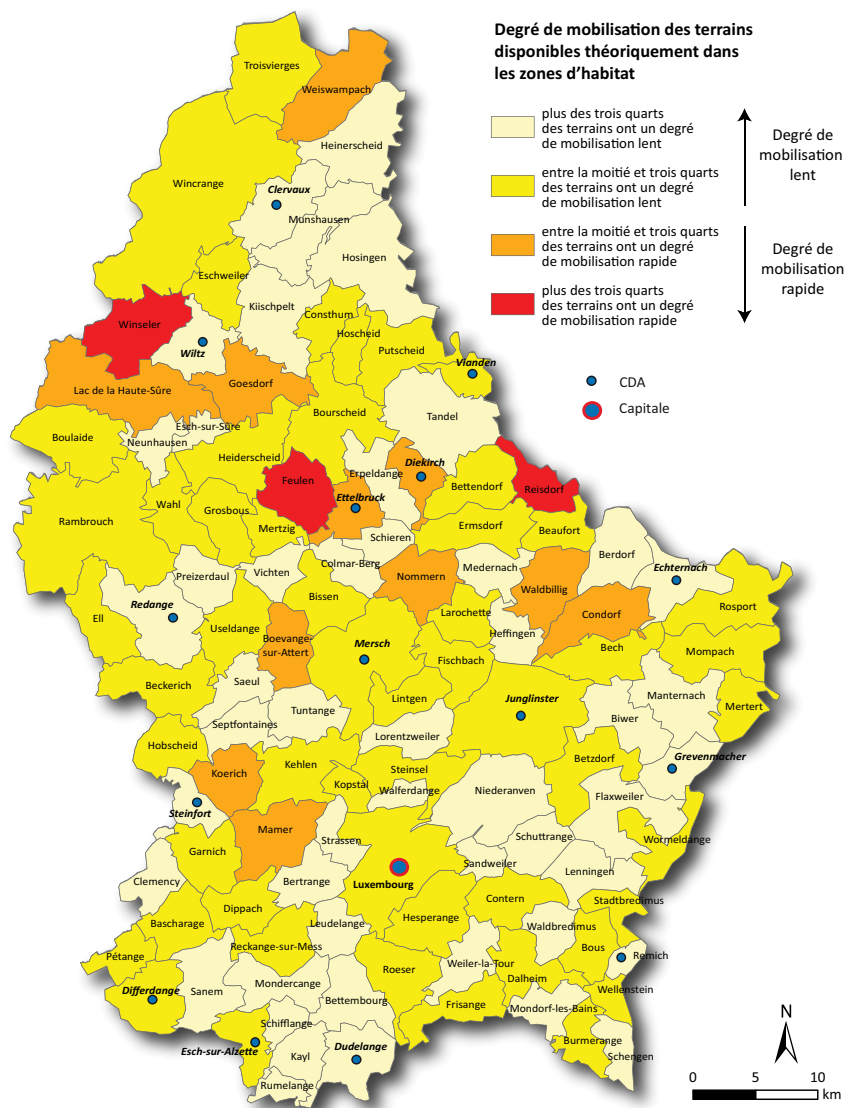 Degré de mobilisation des terrains
disponibles théoriquement dans
les zones d'habitat
plus des trois quarts
des terrains ont un degré
de mobilisation lent
entre la moitié et trois quarts
des terrains ont un degré
de mobilisation lent
entre la moitié et trois quarts
des terrains ont un degré
de mobilisation rapide
plus des trois quarts
des terrains ont un degré
de mobilisation rapide
Degré de
mobilisation
lent
Degré de
mobilisation
rapide
CDA
Capitale
Troisvierges
Weiswampach
Heinerscheid
Wincrange
Clervaux
Munshausen
Hosingen
Eschweiler
Kiischpelt
Consthum
Winseler
Hoscheid
Wiltz
Putscheid
Vianden
Lac de la Haute-Sûre
Goesdorf
Bourscheid
Tandel
Esch-sur-Sûre
Boulaide
Neunhausen
Heiderscheid
Diekirch
Erpeldange
Feulen
Bettendorf
Reisdorf
Ettelbruck
Wahl
Grosbous
Rambrouch
Mertzig
Ermsdorf
Beaufort
Schieren
Berdorf
Colmar-Berg
Medernach
Echternach
Vichten
Preizerdaul
Nommern
Waldbillig
Bissen
Redange
Rosport
Larochette
Condorf
Ell
Useldange
Heffingen
Boevange-
sur-Attert
Mersch
Bech
Mompach
Fischbach
Saeul
Beckerich
Manternach
Lintgen
Junglinster
Mertert
Tuntange
Biwer
Septfontaines
Lorentzweiler
Hobscheid
Grevenmacher
Betzdorf
Kehlen
Steinsel
Koerich
Kopstal
Walferdange
Niederanven
Flaxweiler
Steinfort
Mamer
Schuttrange
Strassen
Wormeldange
Garnich
Sandweiler
Lenningen
Clemency
Bertrange
Luxembourg
Contern
Stadtbredimus
Dippach
Hesperange
Bascharage
Leudelange
Waldbredimus
Reckange-sur-Mess
Bous
Pétange
Remich
Weiler-la-Tour
Roeser
Dalheim
Mondercange
Differdange
Sanem
Wellenstein
Bettembourg
Frisange
Mondorf-les-Bains
Schifflange
Burmerange
Esch-sur-Alzette
Dudelange
Kayl
Schengen
Rumelange
N
0 5 10
km